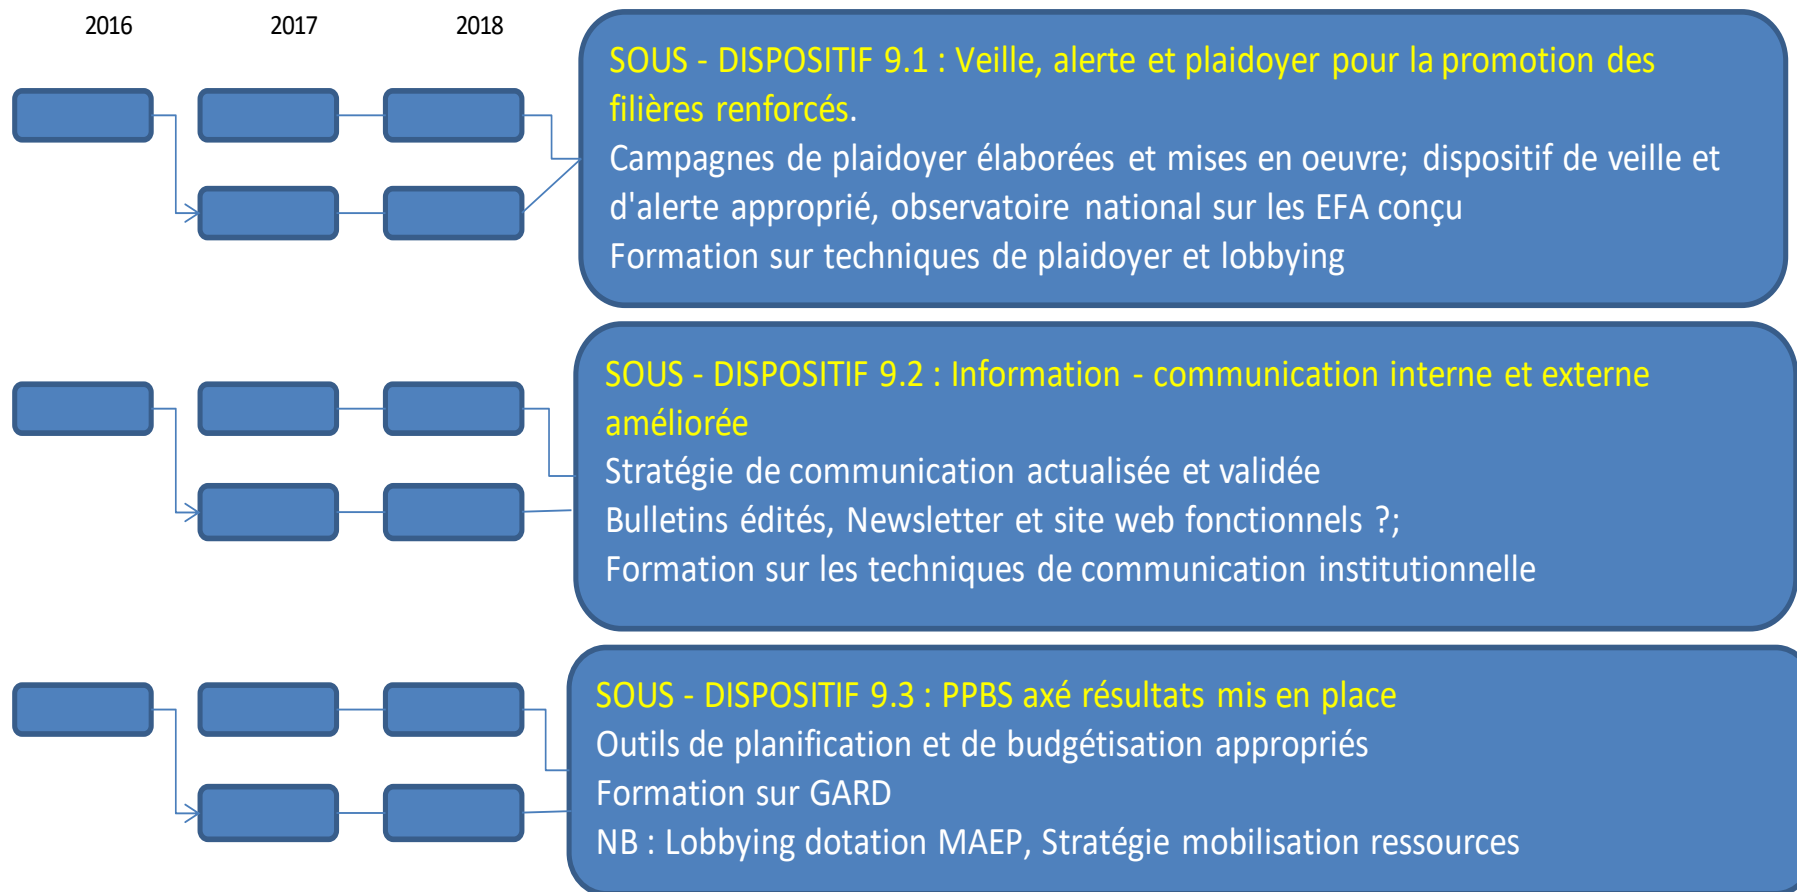 2016 2017 2018
SOUS - DISPOSITIF 9.1 : Veille, alerte et plaidoyer pour la promotion des
filières renforcés.
Campagnes de plaidoyer élaborées et mises en oeuvre; dispositif de veille et
d'alerte approprié, observatoire national sur les EFA conçu
Formation sur techniques de plaidoyer et lobbying
SOUS - DISPOSITIF 9.2 : Information - communication interne et externe
améliorée
Stratégie de communication actualisée et validée
Bulletins édités, Newsletter et site web fonctionnels ?;
Formation sur les techniques de communication institutionnelle
SOUS - DISPOSITIF 9.3 : PPBS axé résultats mis en place
Outils de planification et de budgétisation appropriés
Formation sur GARD
NB : Lobbying dotation MAEP, Stratégie mobilisation ressources